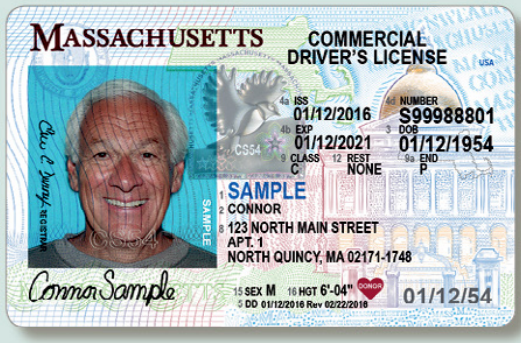 MASSACHUSETTS
COMMERCIAL
DRIVER'S LICENSE
USA
4a ISS
01/12/2016
4d NUMBER
S99988801
4b EXP
01/12/2021
3 DOB
01/12/1954
9 CLASS
C
12 REST
NONE
9a END
P
CS54
1 SAMPLE
2 CONNOR
8 123 NORTH MAIN STREET
APT. 1
NORTH QUINCY, MA 02171-1748
SAMPLE
REGISTRAR
CS54
Connor Sample
15 SEX M 16 HGT 6'-04"
DONOR
5 DD 01/12/2016 Rev 02/22/2016
01/12/54